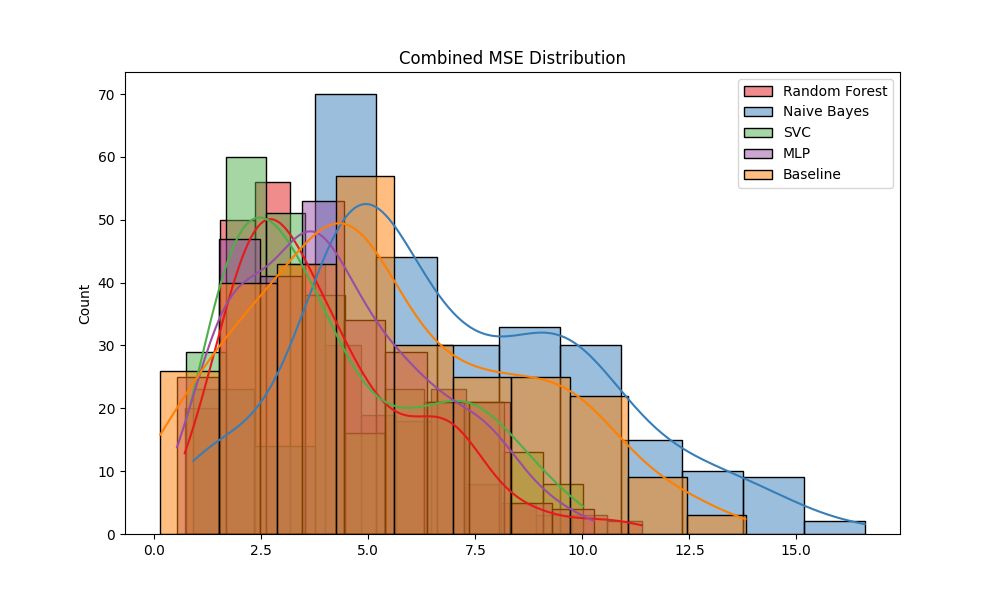 Combined MSE Distribution
Random Forest
Naive Bayes
SVC
MLP
Baseline
Count
70
60
50
40
30
20
10
0
0.0 2.5 5.0 7.5 10.0 12.5 15.0